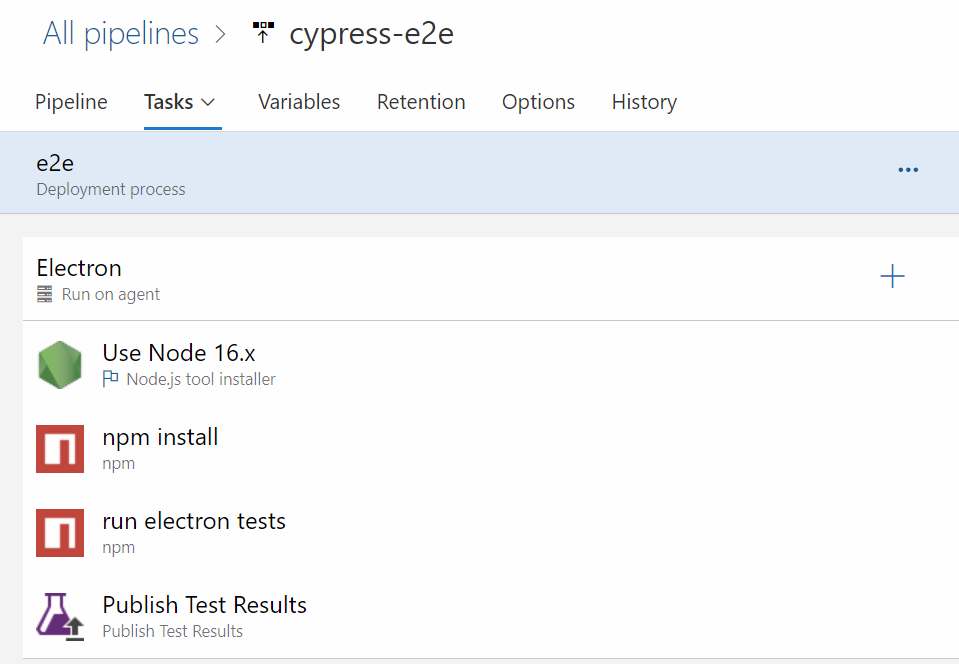 All pipelines > cypress-e2e
Pipeline Tasks Variables Retention Options History
e2e
Deployment process
Electron
Run on agent
Use Node 16.x
Node.js tool installer
npm install
npm
run electron tests
npm
Publish Test Results
Publish Test Results